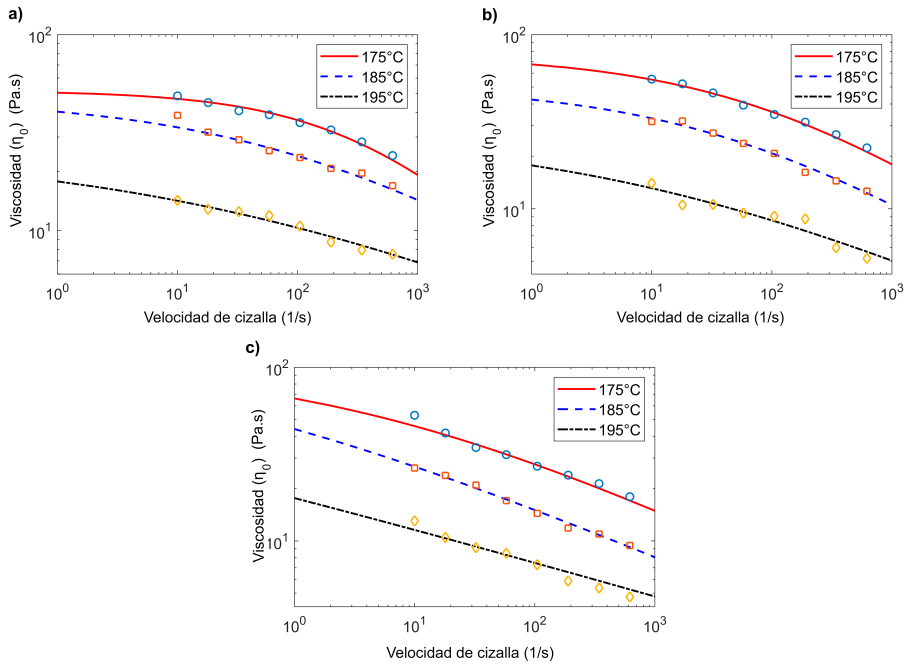 a)
10²
175°C
185°C
195°C
Viscosidad (η₀) (Pa.s)
10¹
10⁰ 10¹ 10² 10³
Velocidad de cizalla (1/s)
b)
10²
175°C
185°C
195°C
Viscosidad (η₀) (Pa.s)
10¹
10⁰ 10¹ 10² 10³
Velocidad de cizalla (1/s)
c)
10²
175°C
185°C
195°C
Viscosidad (η₀) (Pa.s)
10¹
10⁰ 10¹ 10² 10³
Velocidad de cizalla (1/s)